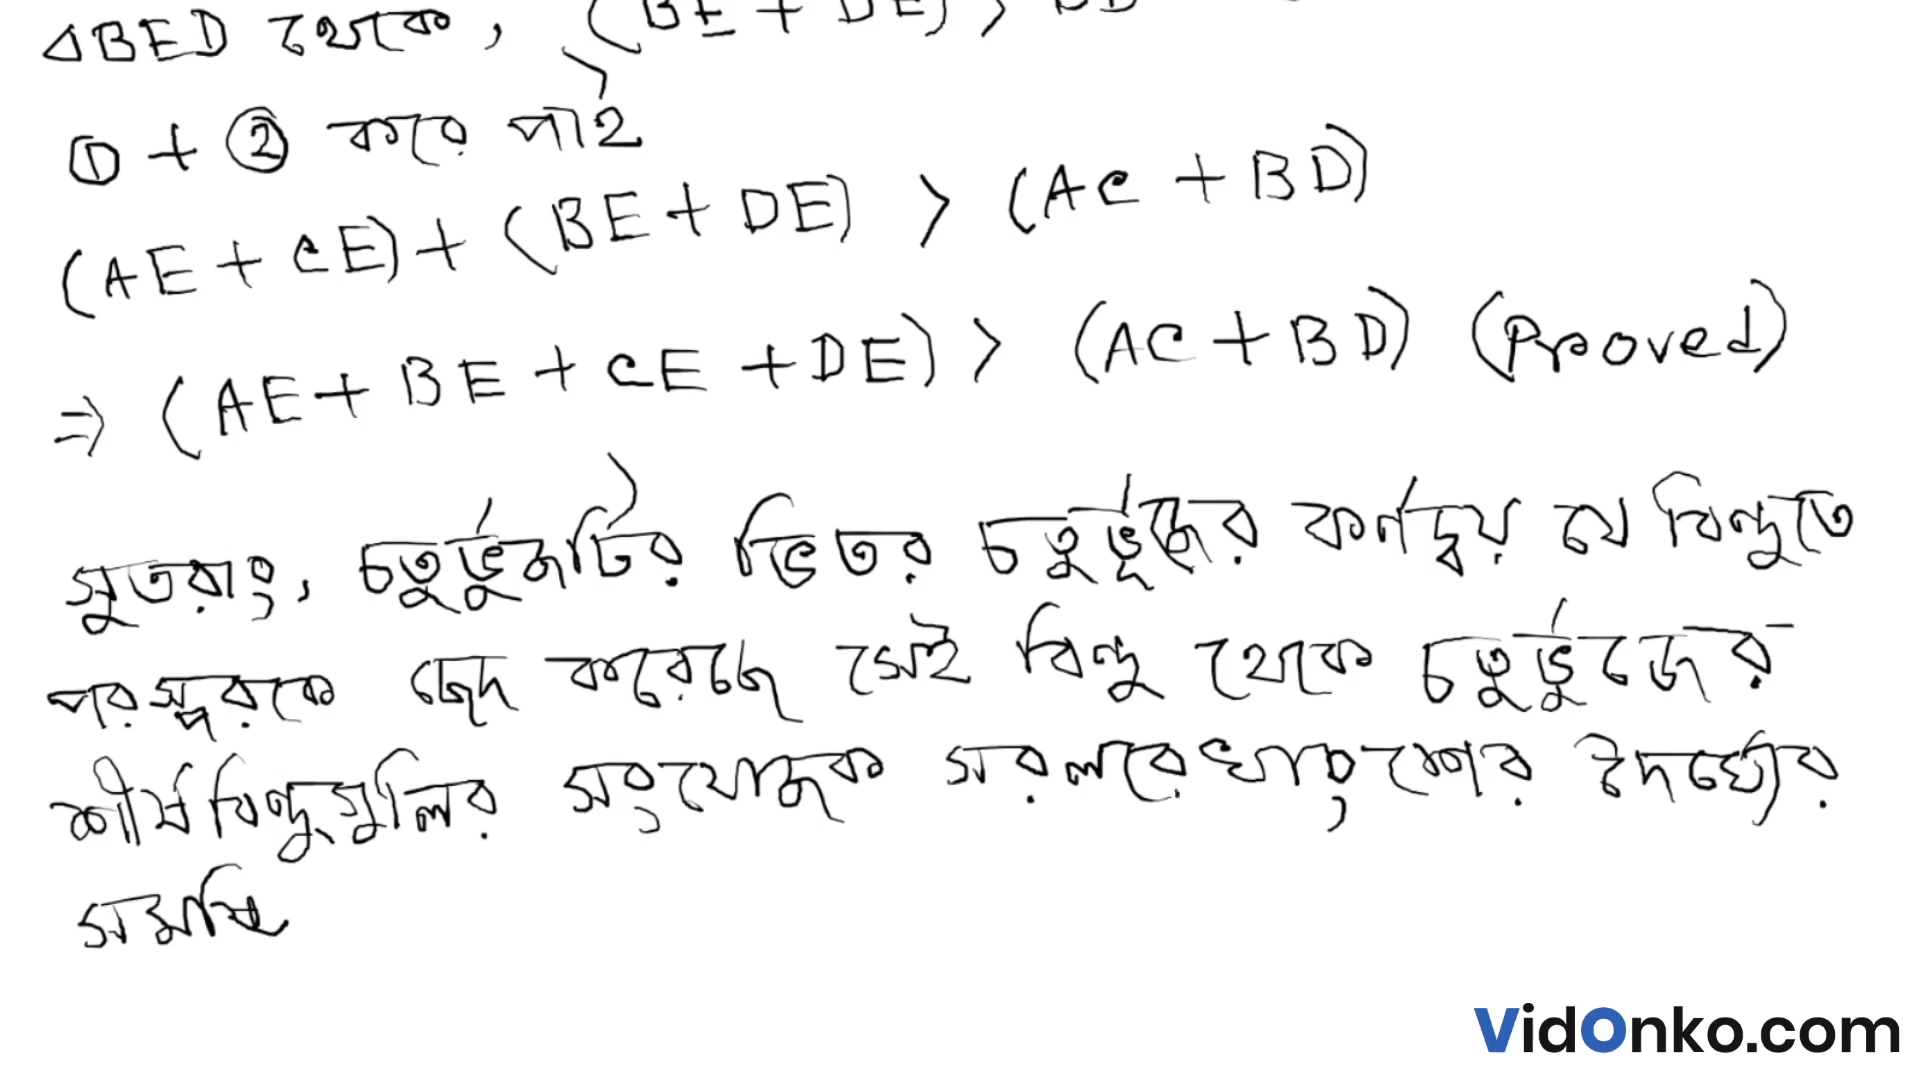 △BED থেকে, (BE + DE) > BD
① + ② করে পাই
(AE + CE) + (BE + DE) > (AC + BD)
⇒ (AE + BE + CE + DE) > (AC + BD) (Proved)
সুতরাং, চতুর্ভুজটির ভিতর চতুর্ভূজের কর্ণদ্বয় যে বিন্দুতে
পরস্পরকে ছেদ করেছে সেই বিন্দু থেকে চতুর্ভুজের
শীর্ষবিন্দুগুলির সংযোজক সরলরেখাংশের দৈর্ঘ্যের
সমষ্টি
VidOnko.com